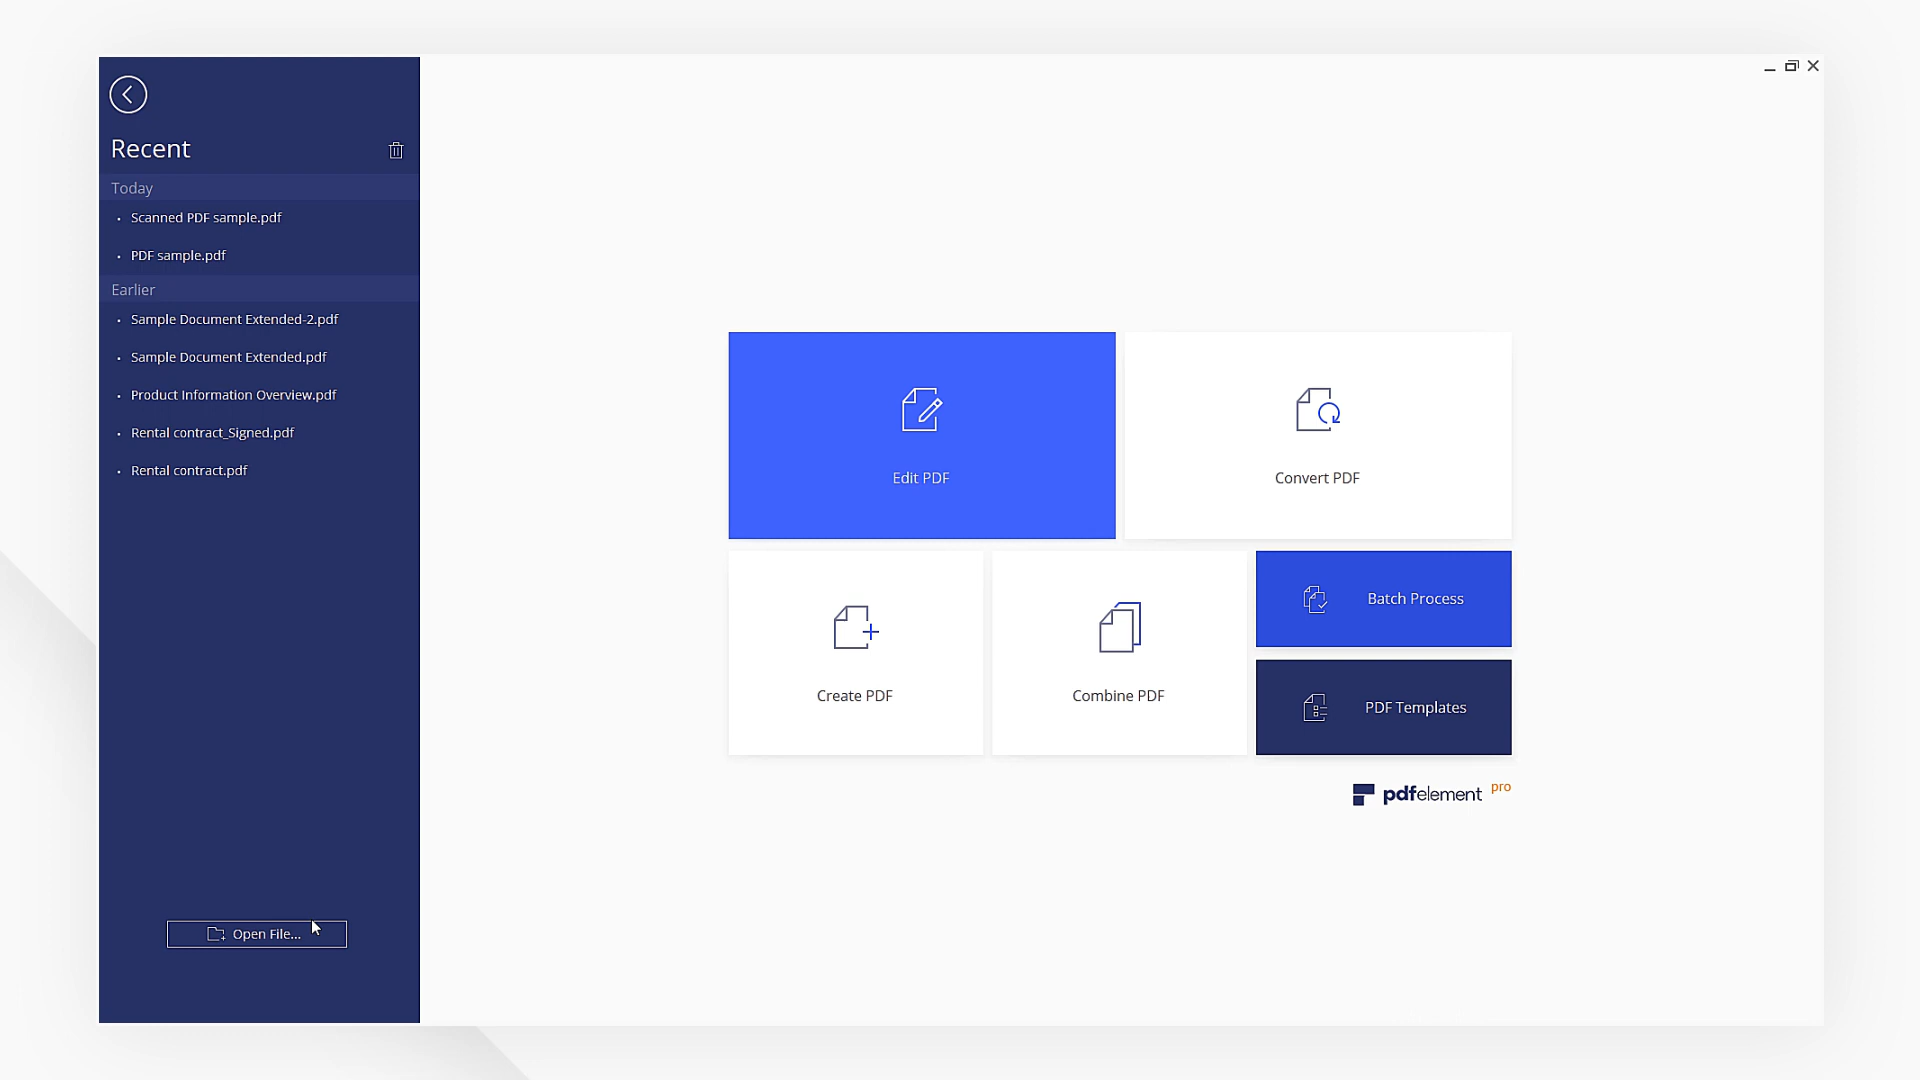 Recent
Today
Scanned PDF sample.pdf
PDF sample.pdf
Earlier
Sample Document Extended-2.pdf
Sample Document Extended.pdf
Product Information Overview.pdf
Rental contract_Signed.pdf
Rental contract.pdf
Open File...
Edit PDF
Convert PDF
Create PDF
Combine PDF
Batch Process
PDF Templates
pdfelement pro